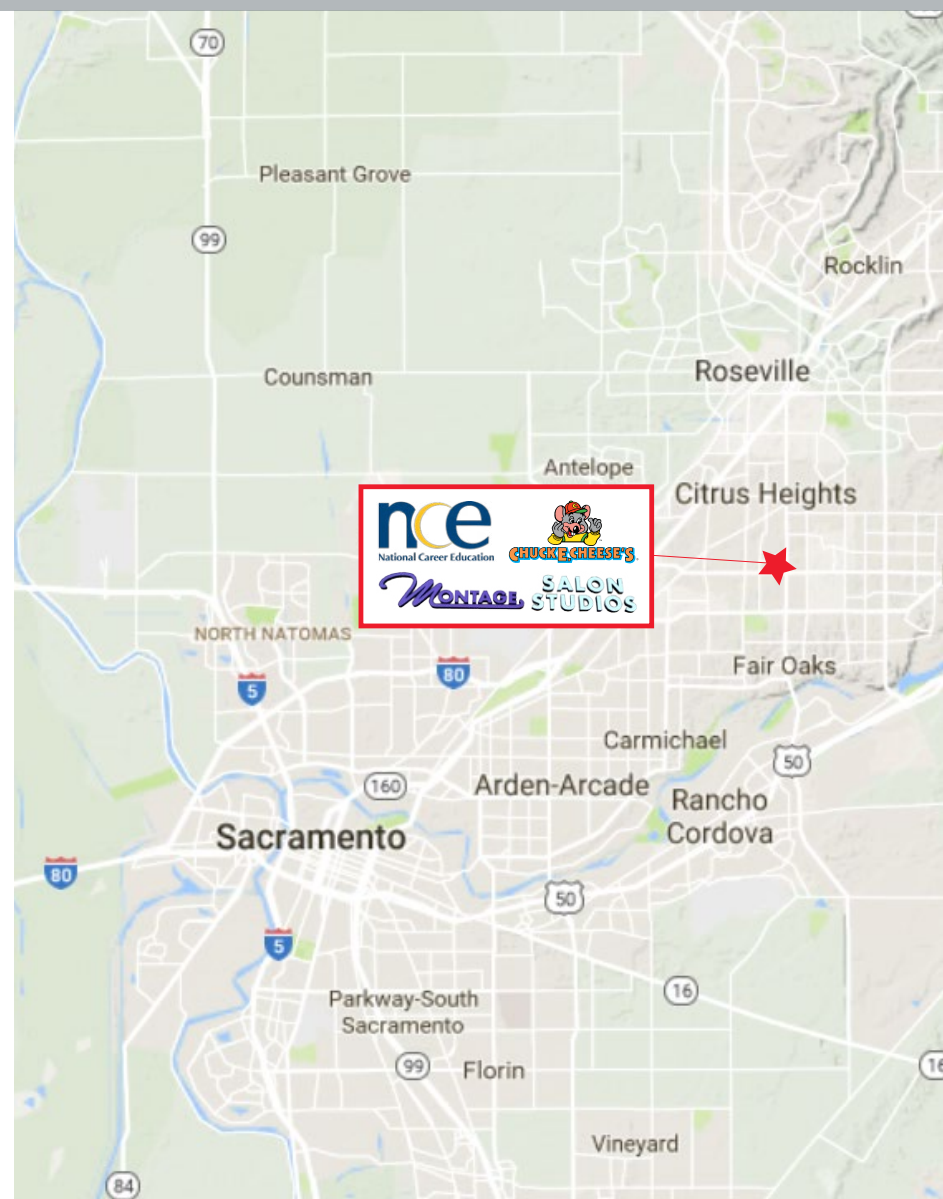 70
Pleasant Grove
99
Rocklin
Counsman
Roseville
Antelope
Citrus Heights
nce
National Career Education
CHUCK E. CHEESE'S
MONTAGE
SALON
STUDIOS
NORTH NATOMAS
80
5
Fair Oaks
Carmichael
50
160
Arden-Arcade
Rancho
Cordova
Sacramento
80
50
5
16
Parkway-South
Sacramento
99
Florin
16
Vineyard
84